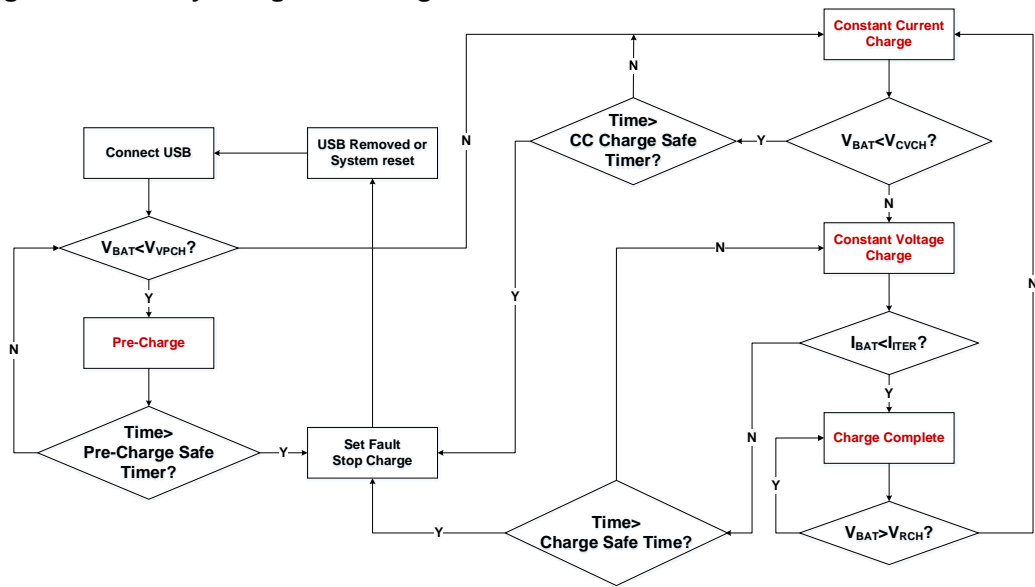 Constant Current
Charge
N
N
Time>
CC Charge Safe
Timer?
Y
VBAT<VCVCH?
Connect USB
USB Removed or
System reset
N
N
VBAT<VVPCH?
Constant Voltage
Charge
N
Y
Y
N
Pre-Charge
N
IBAT<IITER?
Y
Time>
Pre-Charge Safe
Timer?
Y
Set Fault
Stop Charge
N
Charge Complete
Y
Y
Time>
Charge Safe Time?
VBAT>VRCH?